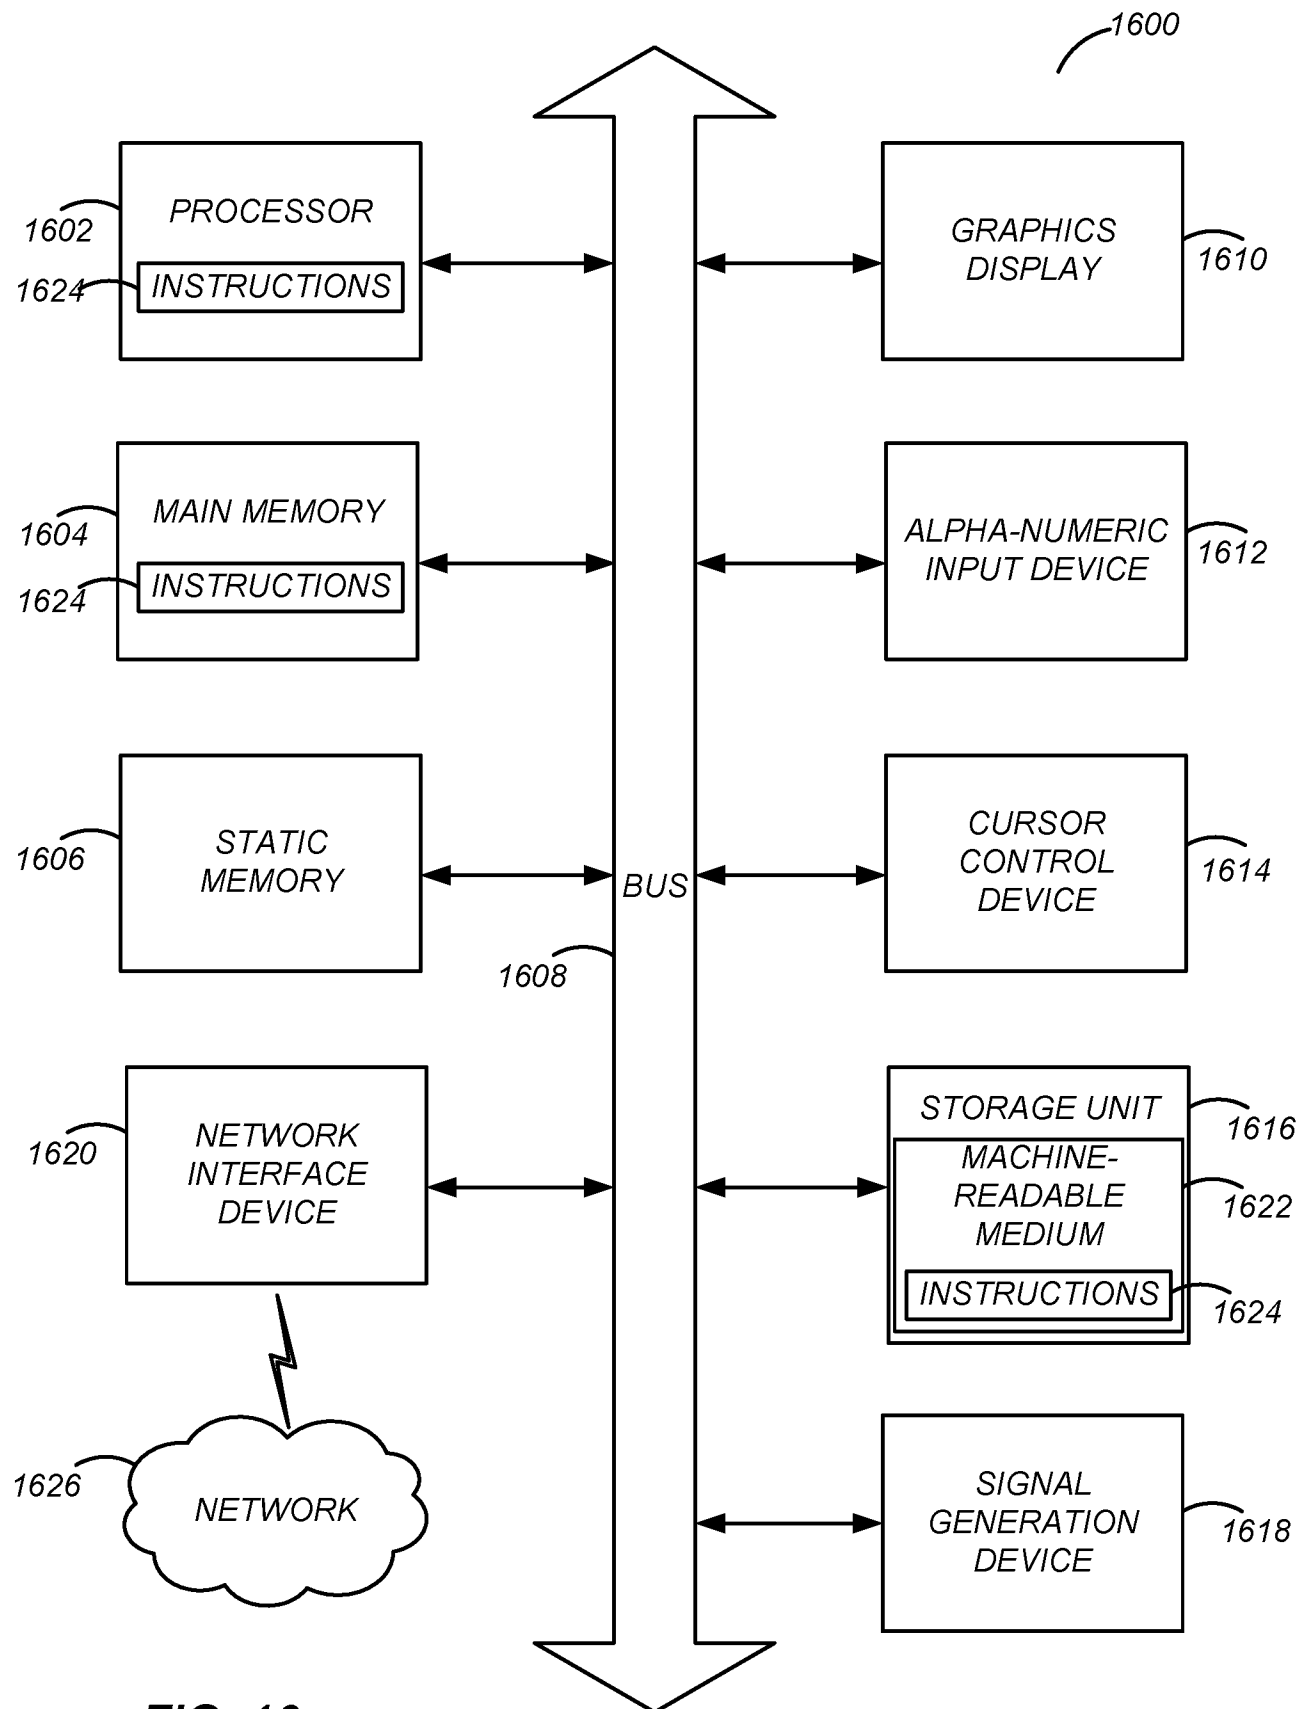 1600
PROCESSOR
1602
1624
INSTRUCTIONS
GRAPHICS
DISPLAY
1610
MAIN MEMORY
1604
1624
INSTRUCTIONS
ALPHA-NUMERIC
INPUT DEVICE
1612
STATIC
MEMORY
1606
BUS
1608
CURSOR
CONTROL
DEVICE
1614
NETWORK
INTERFACE
DEVICE
1620
STORAGE UNIT
1616
MACHINE-
READABLE
MEDIUM
1622
INSTRUCTIONS
1624
1626
NETWORK
SIGNAL
GENERATION
DEVICE
1618